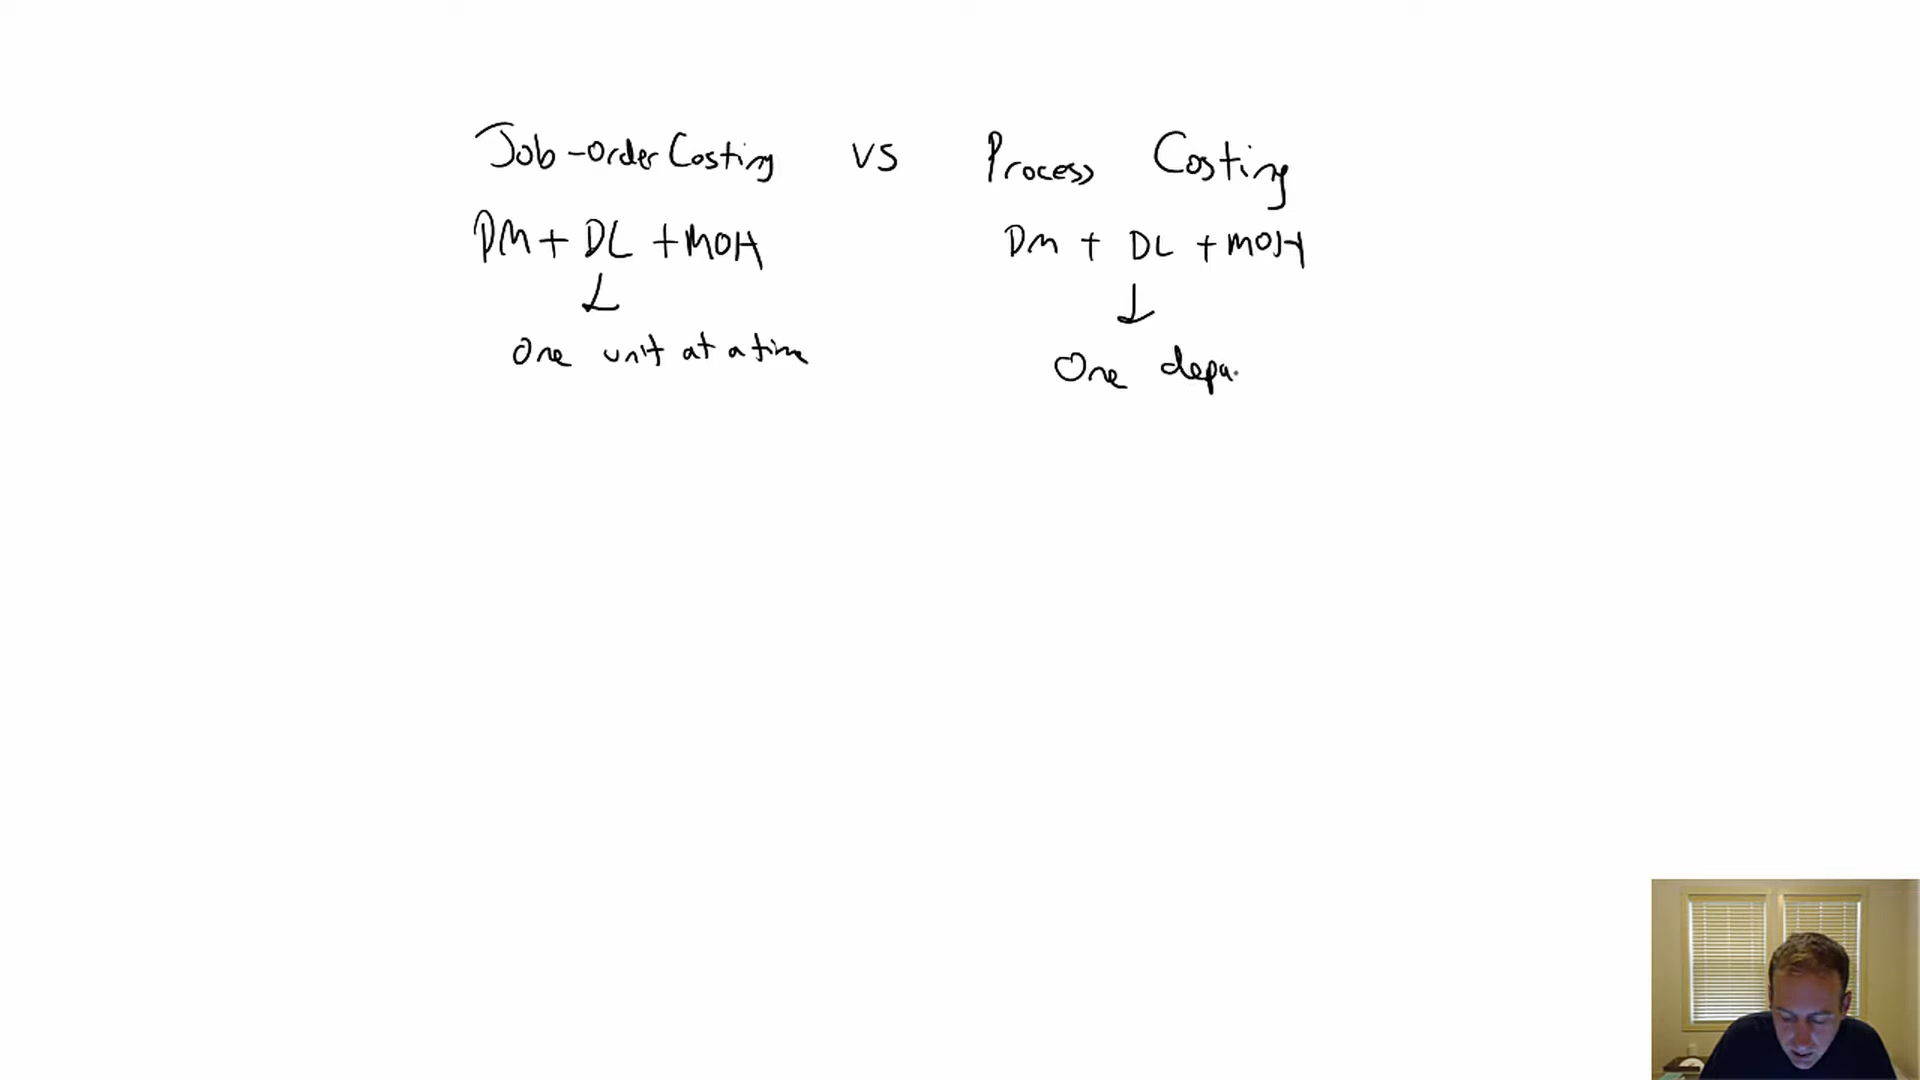 Job-order Costing vs Process Costing
DM + DL + MOH DM + DL + MOH
One unit at a time One depa